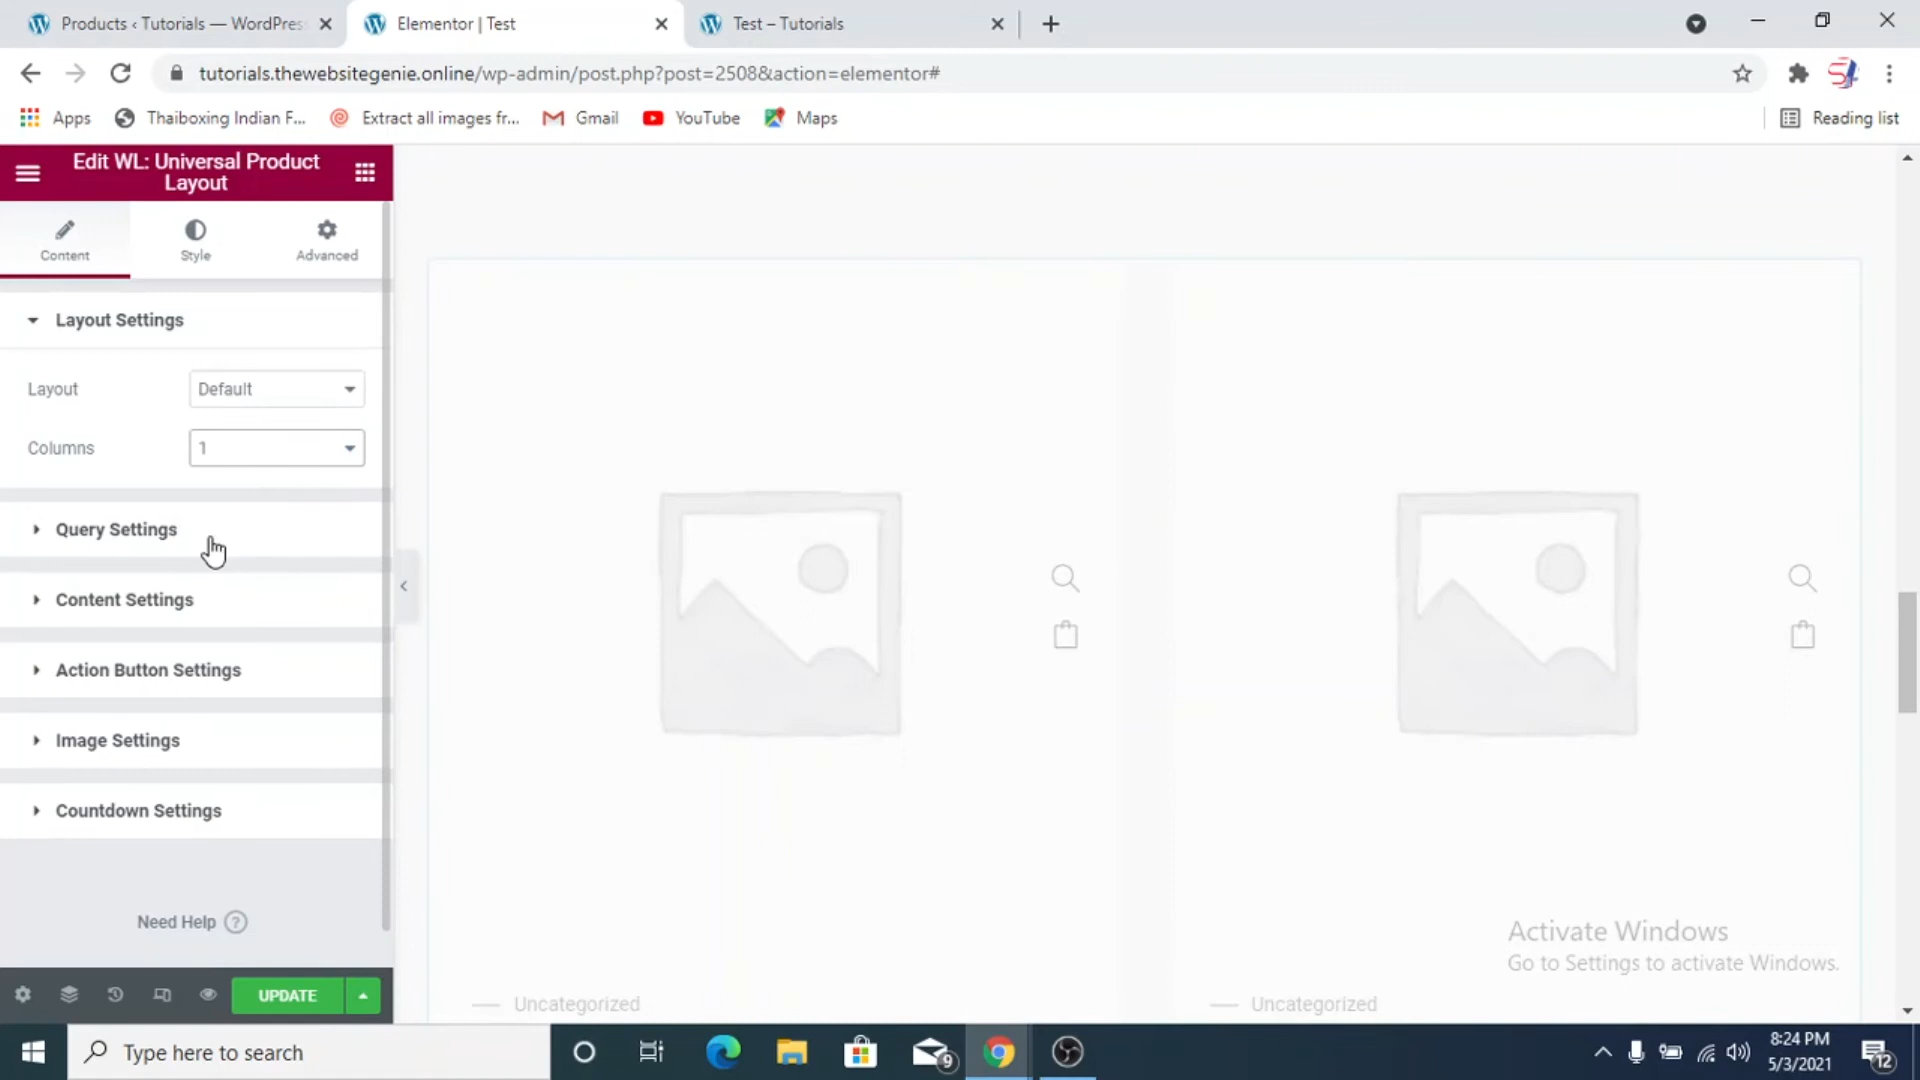 Products ‹ Tutorials — WordPres
Elementor | Test
Test – Tutorials
tutorials.thewebsitegenie.online/wp-admin/post.php?post=2508&action=elementor#
Apps
Thaiboxing Indian F...
Extract all images fr...
Gmail
YouTube
Maps
Reading list
Edit WL: Universal Product
Layout
Content
Style
Advanced
Layout Settings
Layout
Default
Columns
1
Query Settings
Content Settings
Action Button Settings
Image Settings
Countdown Settings
Need Help ?
UPDATE
Uncategorized
Uncategorized
Activate Windows
Go to Settings to activate Windows.
Type here to search
9
8:24 PM
5/3/2021
12